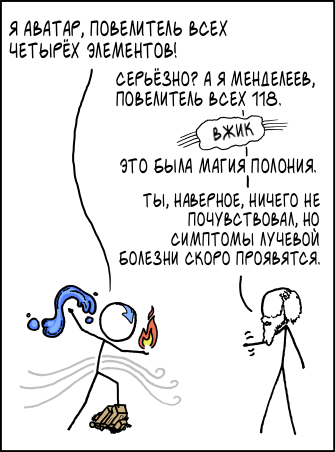 Я АВАТАР, ПОВЕЛИТЕЛЬ ВСЕХ
ЧЕТЫРЁХ ЭЛЕМЕНТОВ!
СЕРЬЁЗНО? А Я МЕНДЕЛЕЕВ,
ПОВЕЛИТЕЛЬ ВСЕХ 118.
ВЖИК
ЭТО БЫЛА МАГИЯ ПОЛОНИЯ.
ТЫ, НАВЕРНОЕ, НИЧЕГО НЕ
ПОЧУВСТВОВАЛ, НО
СИМПТОМЫ ЛУЧЕВОЙ
БОЛЕЗНИ СКОРО ПРОЯВЯТСЯ.